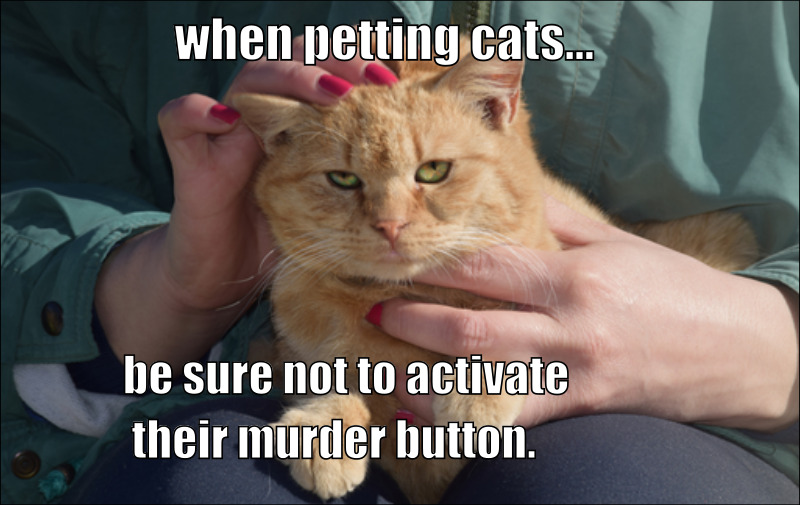 when petting cats...
be sure not to activate
their murder button.